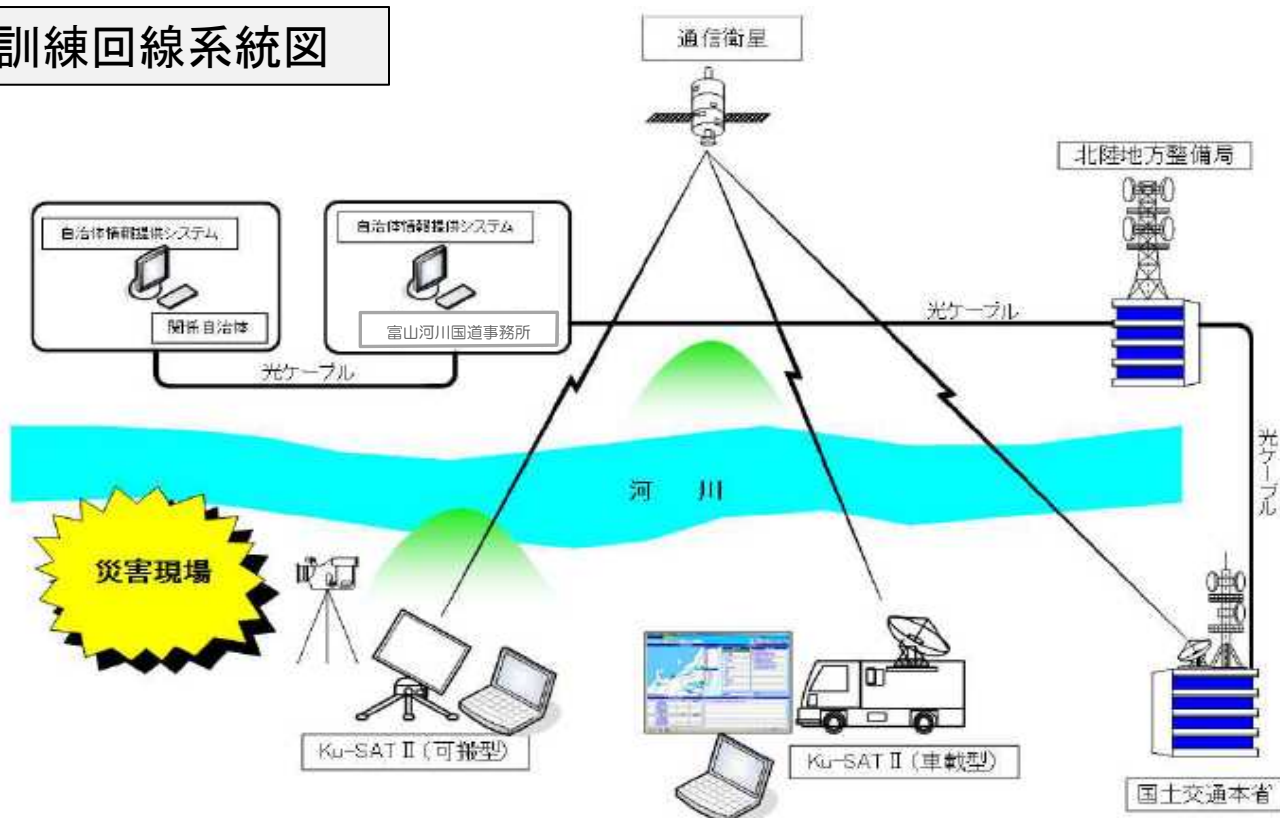 訓練回線系統図
通信衛星
北陸地方整備局
自治体情報提供システム
関係自治体
自治体情報提供システム
富山河川国道事務所
光ケーブル
光ケーブル
光ケーブル
河 川
災害現場
Ku-SATⅡ(可搬型)
Ku-SATⅡ(車載型)
国土交通本省